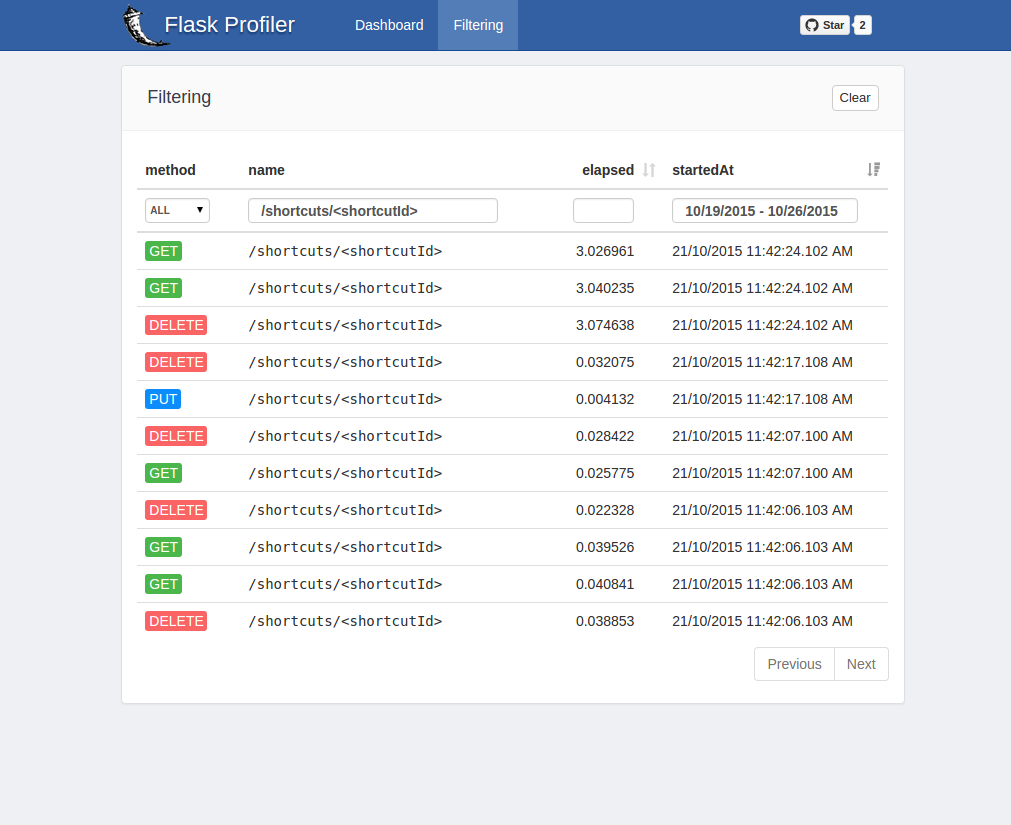 Flask Profiler Dashboard Filtering Star 2
Filtering Clear
method name elapsed startedAt
ALL /shortcuts/<shortcutId> 10/19/2015 - 10/26/2015
GET /shortcuts/<shortcutId> 3.026961 21/10/2015 11:42:24.102 AM
GET /shortcuts/<shortcutId> 3.040235 21/10/2015 11:42:24.102 AM
DELETE /shortcuts/<shortcutId> 3.074638 21/10/2015 11:42:24.102 AM
DELETE /shortcuts/<shortcutId> 0.032075 21/10/2015 11:42:17.108 AM
PUT /shortcuts/<shortcutId> 0.004132 21/10/2015 11:42:17.108 AM
DELETE /shortcuts/<shortcutId> 0.028422 21/10/2015 11:42:07.100 AM
GET /shortcuts/<shortcutId> 0.025775 21/10/2015 11:42:07.100 AM
DELETE /shortcuts/<shortcutId> 0.022328 21/10/2015 11:42:06.103 AM
GET /shortcuts/<shortcutId> 0.039526 21/10/2015 11:42:06.103 AM
GET /shortcuts/<shortcutId> 0.040841 21/10/2015 11:42:06.103 AM
DELETE /shortcuts/<shortcutId> 0.038853 21/10/2015 11:42:06.103 AM
Previous Next